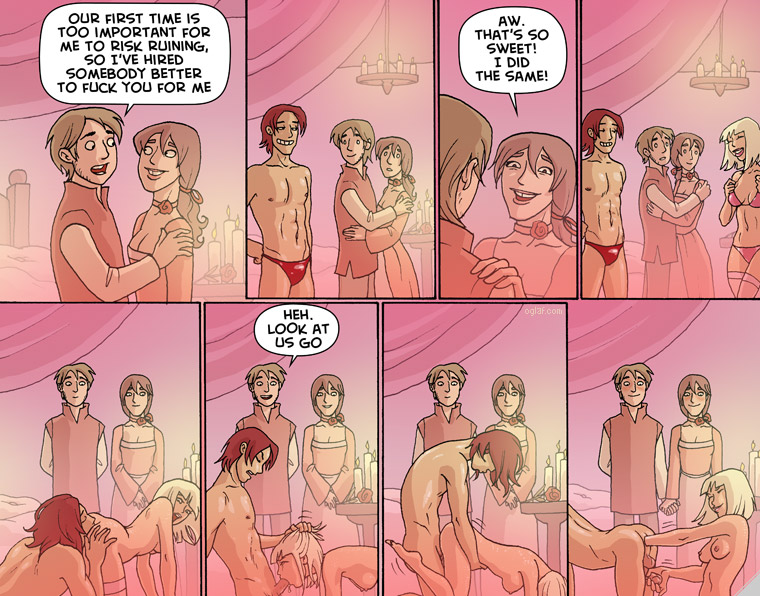 OUR FIRST TIME IS
TOO IMPORTANT FOR
ME TO RISK RUINING,
SO I'VE HIRED
SOMEBODY BETTER
TO FUCK YOU FOR ME
AW.
THAT'S SO
SWEET!
I DID
THE SAME!
HEH.
LOOK AT
US GO
oglaf.com